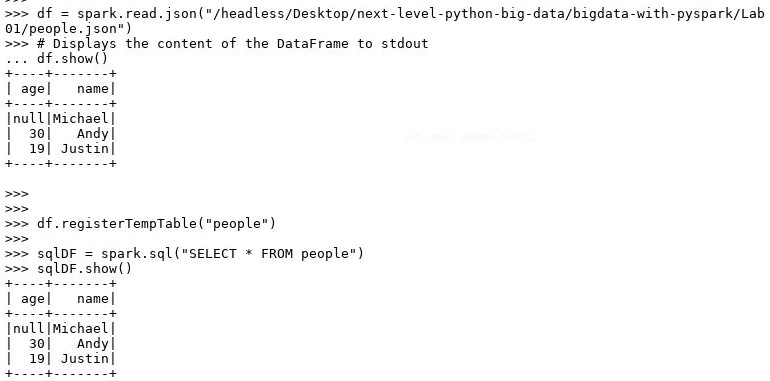 >>>
>>> df = spark.read.json("/headless/Desktop/next-level-python-big-data/bigdata-with-pyspark/Lab
01/people.json")
>>> # Displays the content of the DataFrame to stdout
... df.show()
+----+-------+
| age|   name|
+----+-------+
|null|Michael|
|  30|   Andy|
|  19| Justin|
+----+-------+

>>>
>>>
>>> df.registerTempTable("people")
>>>
>>> sqlDF = spark.sql("SELECT * FROM people")
>>> sqlDF.show()
+----+-------+
| age|   name|
+----+-------+
|null|Michael|
|  30|   Andy|
|  19| Justin|
+----+-------+